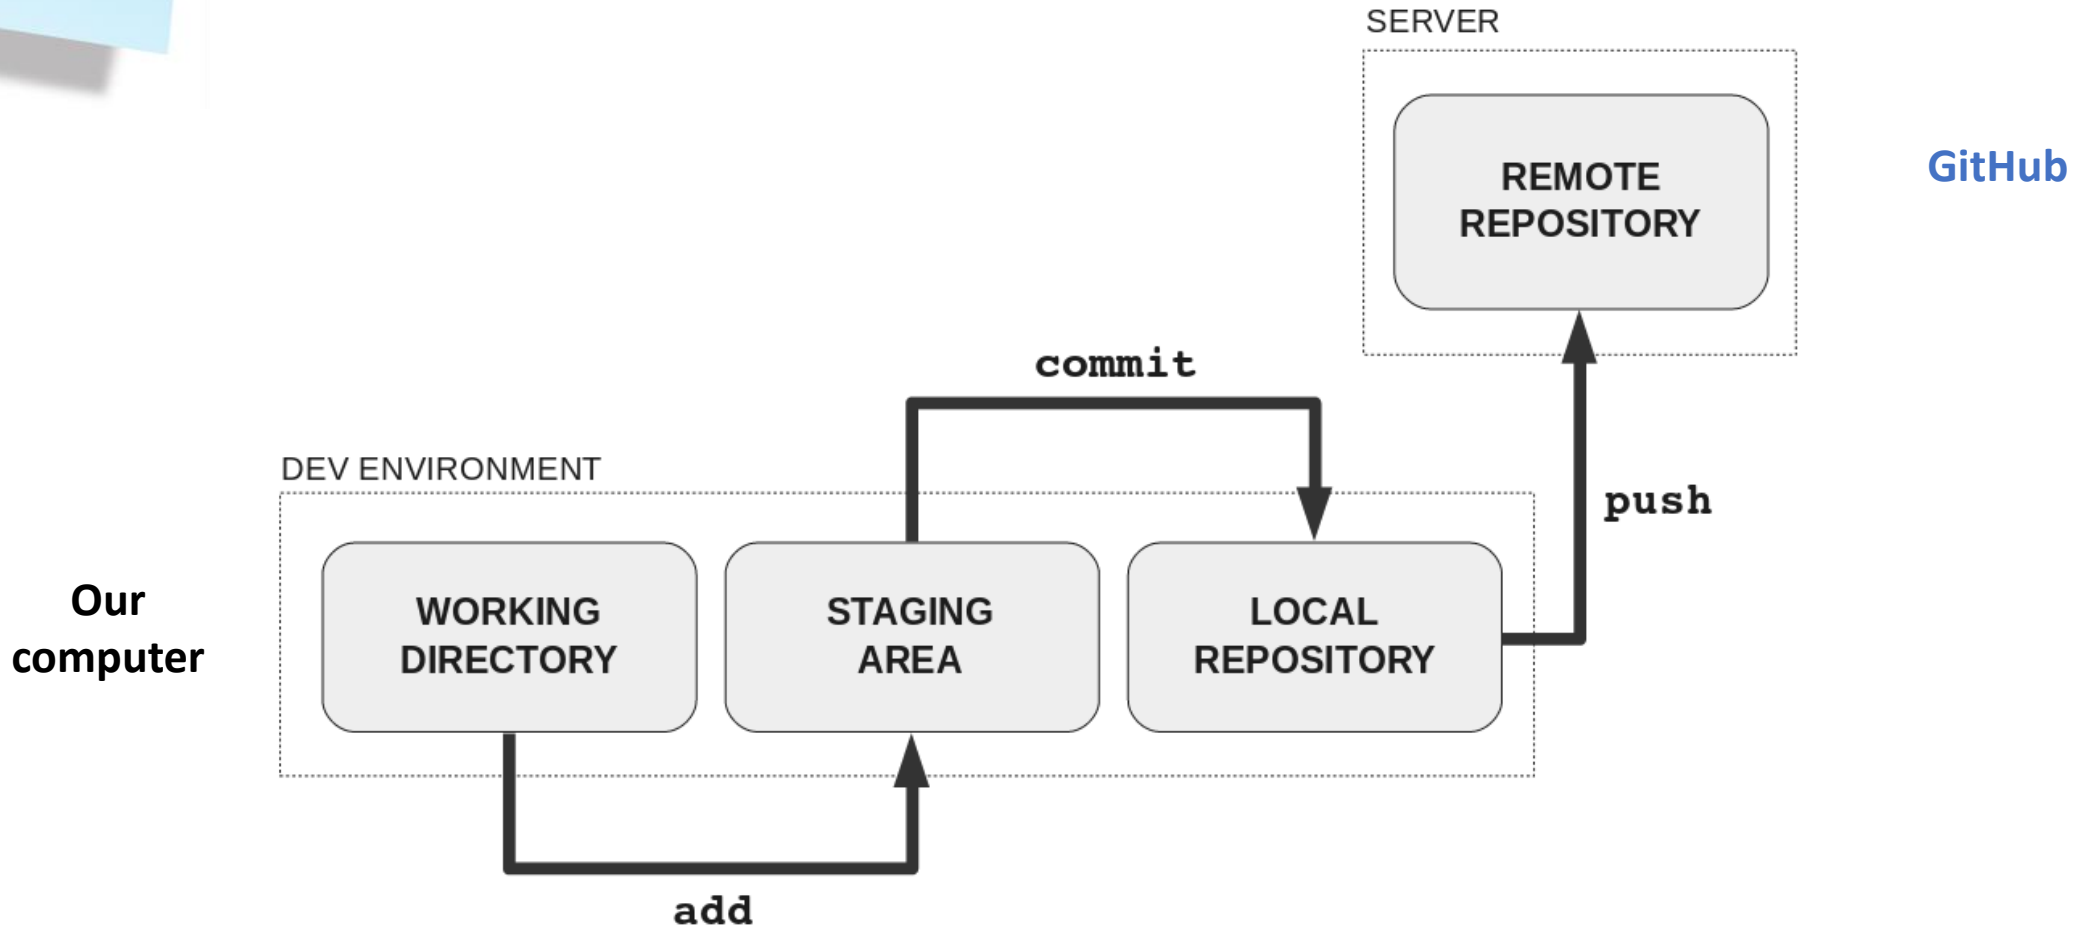 SERVER
REMOTE
REPOSITORY
GitHub
commit
DEV ENVIRONMENT
push
Our
computer
WORKING
DIRECTORY
STAGING
AREA
LOCAL
REPOSITORY
add